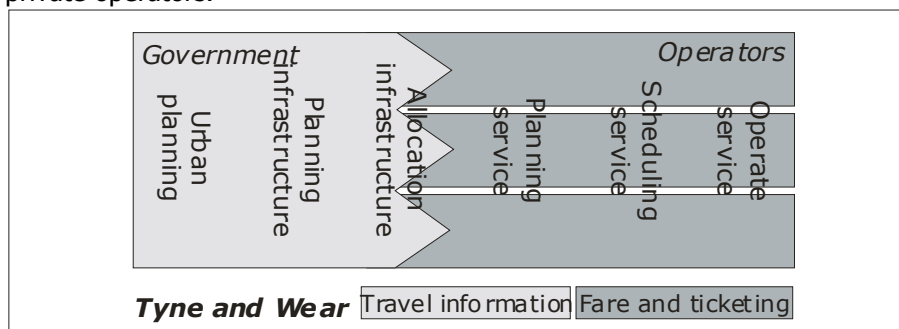 private operators.
Government
Operators
Urban
planning
Planning
infrastructure
Allocation
infrastructure
Planning
service
Scheduling
service
Operate
service
Tyne and Wear
Travel information
Fare and ticketing